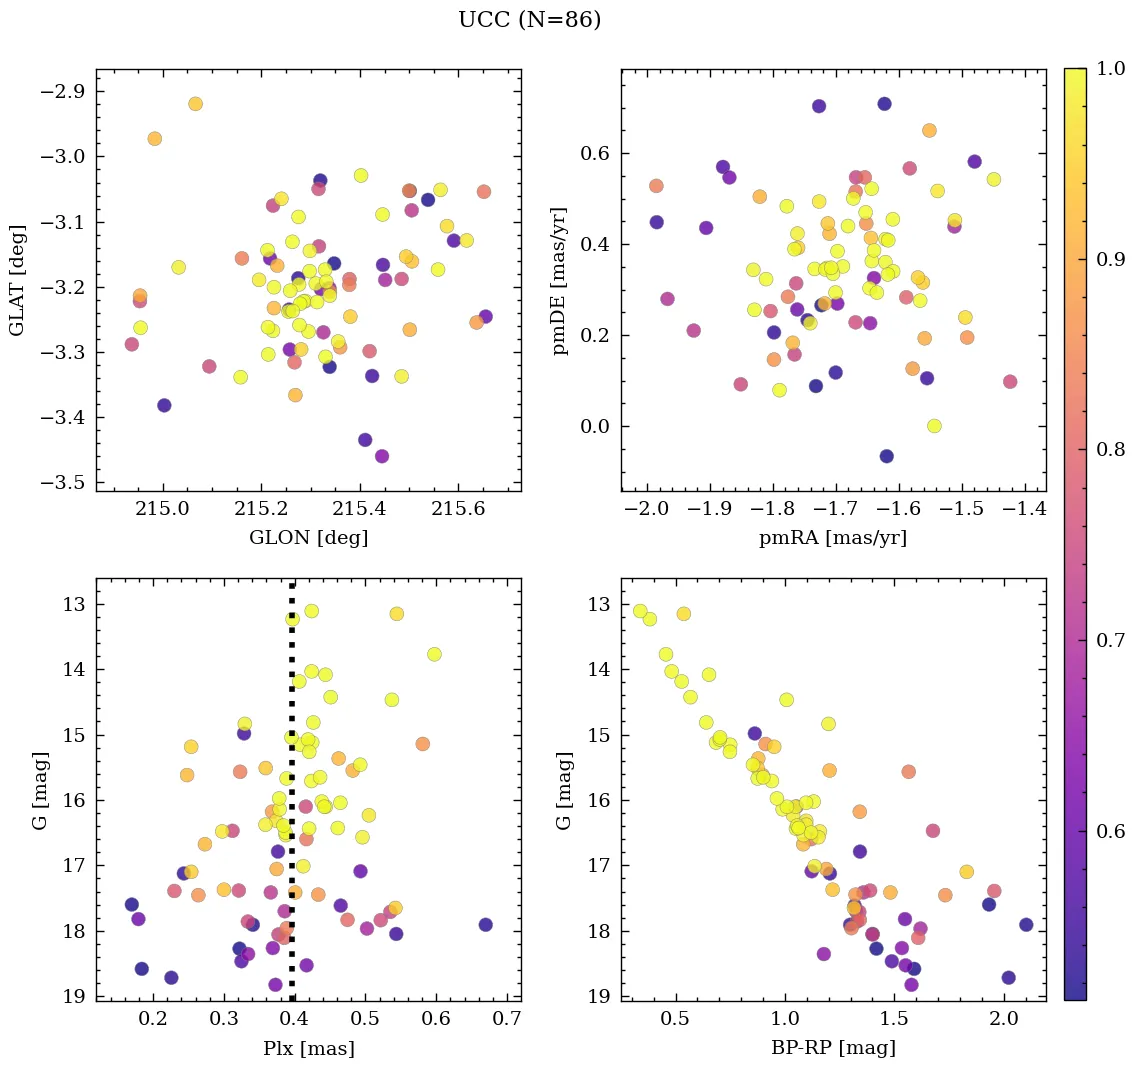 UCC (N=86)
−2.9
−3.0
−3.1
−3.2
−3.3
−3.4
−3.5
GLAT [deg]
215.0 215.2 215.4 215.6
GLON [deg]
0.6
0.4
0.2
0.0
pmDE [mas/yr]
−2.0 −1.9 −1.8 −1.7 −1.6 −1.5 −1.4
pmRA [mas/yr]
13
14
15
16
17
18
19
G [mag]
0.2 0.3 0.4 0.5 0.6 0.7
Plx [mas]
13
14
15
16
17
18
19
G [mag]
0.5 1.0 1.5 2.0
BP-RP [mag]
1.0
0.9
0.8
0.7
0.6